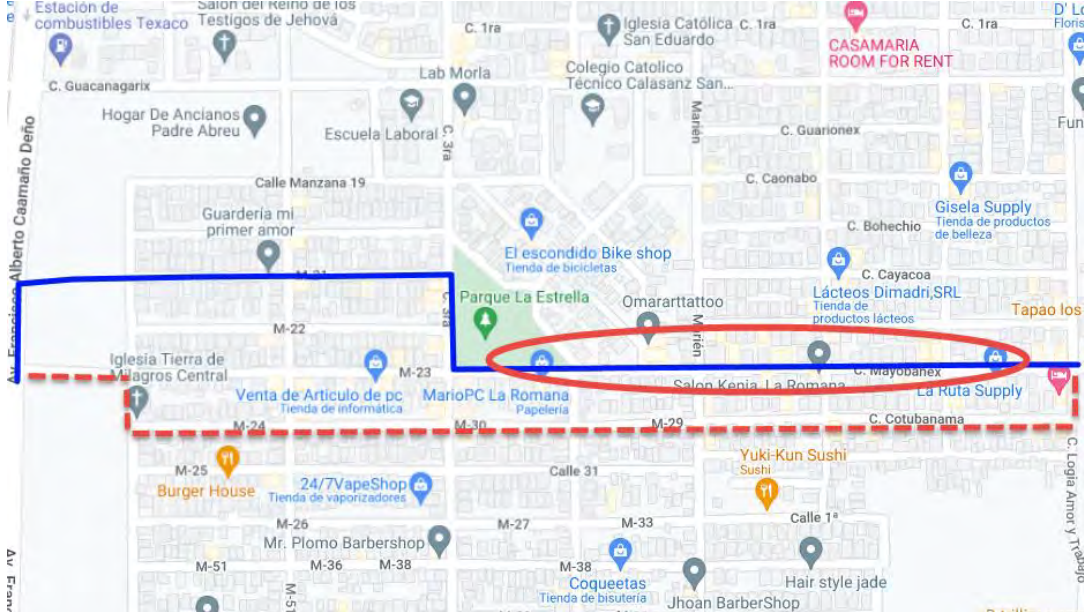 Estación de
combustibles Texaco
Salón del Reino de los
Testigos de Jehová
C. 1ra
Iglesia Católica
San Eduardo
C. 1ra
CASAMARIA
ROOM FOR RENT
C. 1ra
D' Lo
Floris
C. Guacanagarix
Lab Morla
Colegio Catolico
Técnico Calasanz San...
Hogar De Ancianos
Padre Abreu
Escuela Laboral
C. 3ra
Marién
C. Guarionex
Fun
Av. Francisco Alberto Caamaño Deñó
Calle Manzana 19
C. Caonabo
Guardería mi
primer amor
Gisela Supply
Tienda de productos
de belleza
C. Bohechio
El escondido Bike shop
Tienda de bicicletas
M-21
C. Cayacoa
Lácteos Dimadri,SRL
Tienda de
productos lácteos
C. 3ra
Parque La Estrella
Omararttattoo
Tapao los
M-22
Marién
Iglesia Tierra de
Milagros Central
M-23
C. Mayobanex
Venta de Articulo de pc
Tienda de informática
MarioPC La Romana
Papelería
Salon Kenia, La Romana
La Ruta Supply
M-24
M-30
M-29
C. Cotubanama
M-25
Burger House
24/7VapeShop
Tienda de vaporizadores
Calle 31
Yuki-Kun Sushi
Sushi
C. Logia Amor y Trabajo
M-26
M-27
M-33
Calle 1ª
Mr. Plomo Barbershop
Av. Franc
M-51
M-36
M-38
M-38
M-51
Coqueetas
Tienda de bisutería
Jhoan BarberShop
Hair style jade